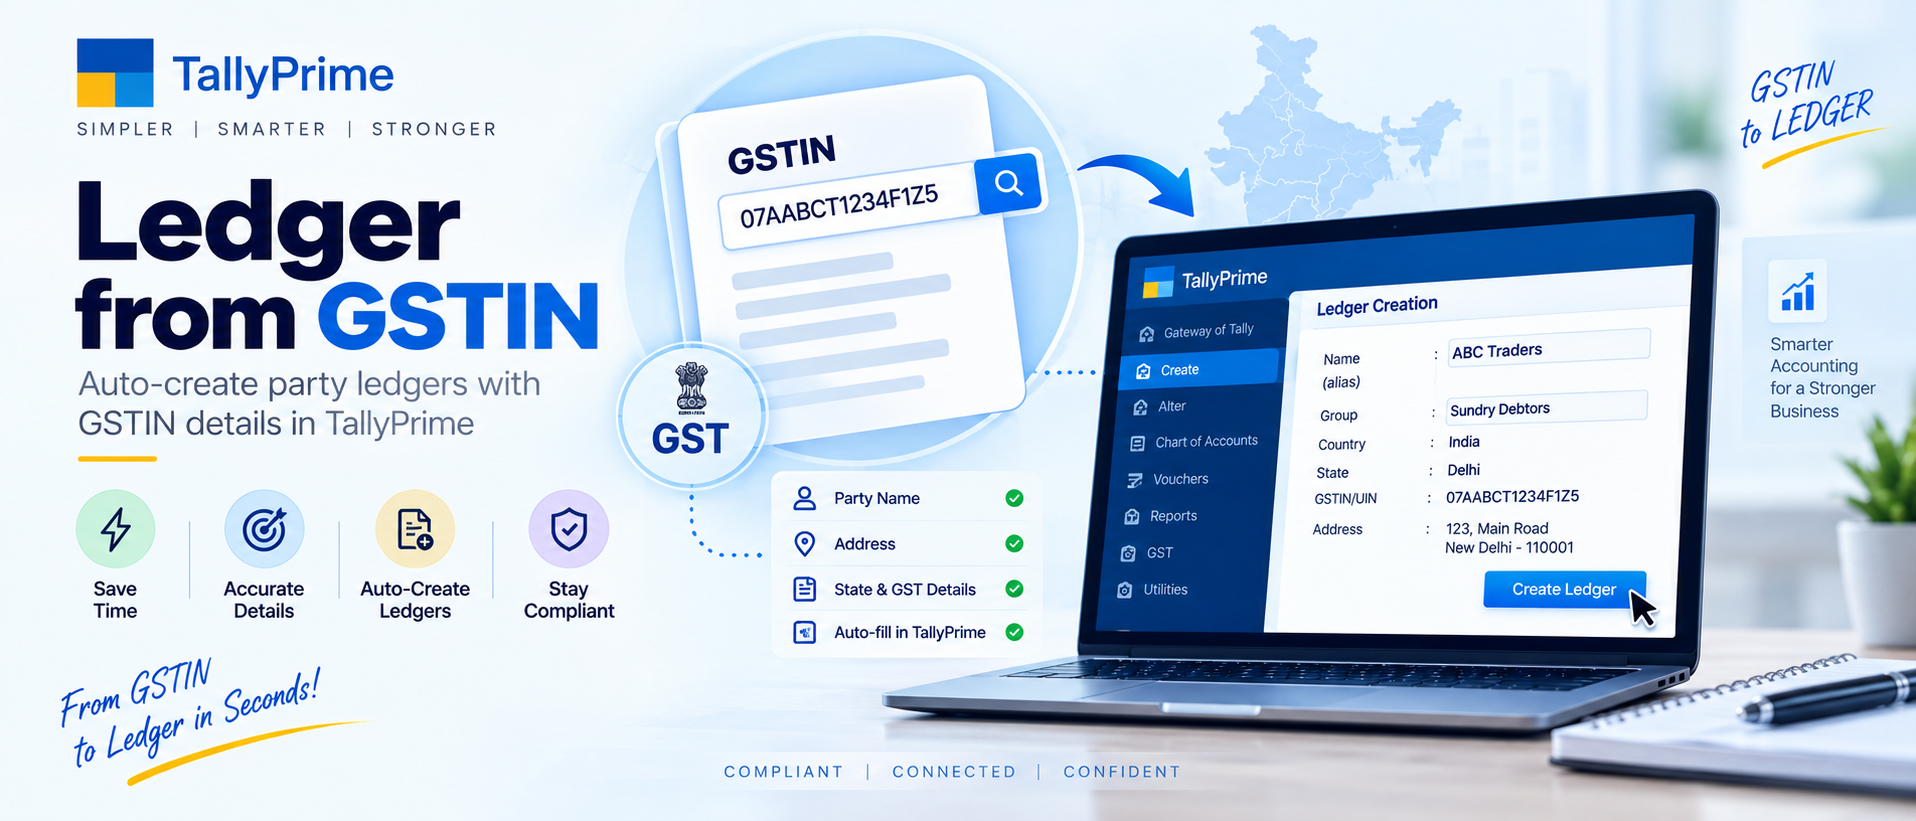 TallyPrime
SIMPLER | SMARTER | STRONGER
Ledger
from GSTIN
Auto-create party ledgers with
GSTIN details in TallyPrime
Save
Time
Accurate
Details
Auto-Create
Ledgers
Stay
Compliant
From GSTIN
to Ledger in Seconds!
GSTIN
07AABCT1234F1Z5
GST
Party Name
Address
State & GST Details
Auto-fill in TallyPrime
TallyPrime
Gateway of Tally
Create
Alter
Chart of Accounts
Vouchers
Reports
GST
Utilities
Ledger Creation
Name : ABC Traders
(alias)
Group : Sundry Debtors
Country : India
State : Delhi
GSTIN/UIN : 07AABCT1234F1Z5
Address : 123, Main Road
New Delhi - 110001
Create Ledger
GSTIN
to LEDGER
Smarter
Accounting
for a Stronger
Business
COMPLIANT | CONNECTED | CONFIDENT